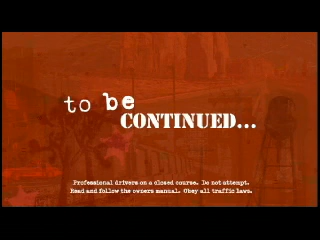 to be
CONTINUED...
Professional drivers on a closed course. Do not attempt.
Read and follow the owners manual. Obey all traffic laws.